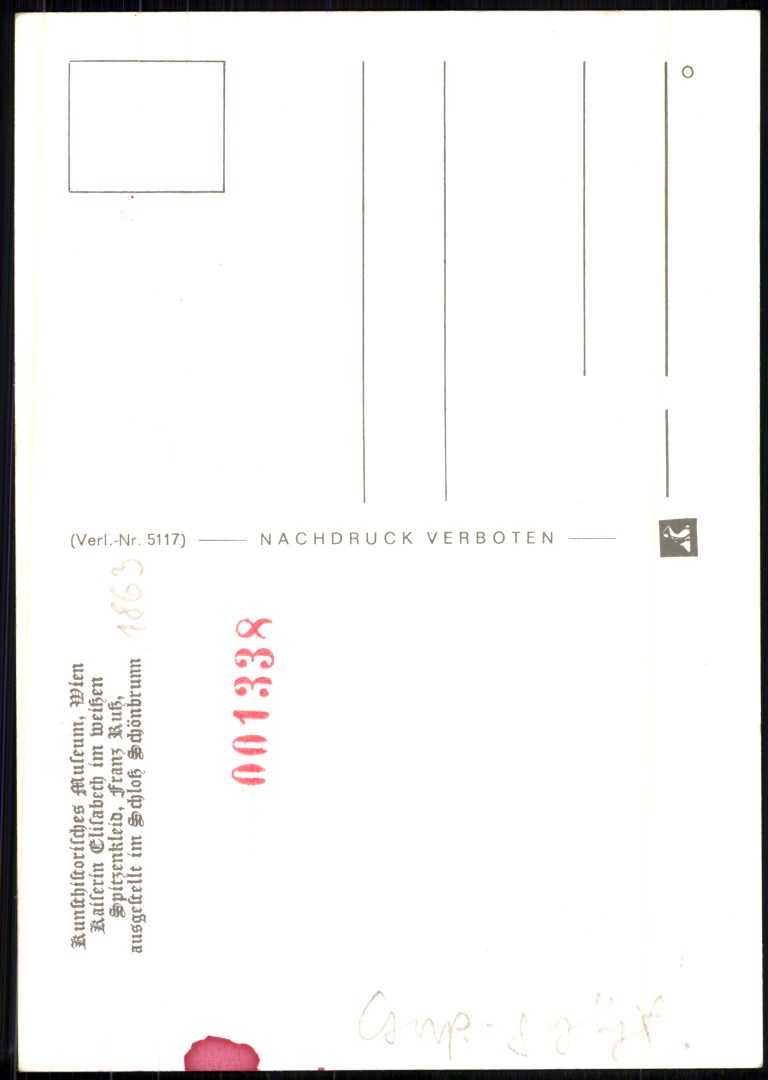 Kunsthistorisches Museum, Wien
Kaiserin Elisabeth im weißen
Spitzenkleid, Franz Ruß,
ausgestellt im Schloß Schönbrunn
1863
001338
(Verl.-Nr. 5117) NACHDRUCK VERBOTEN